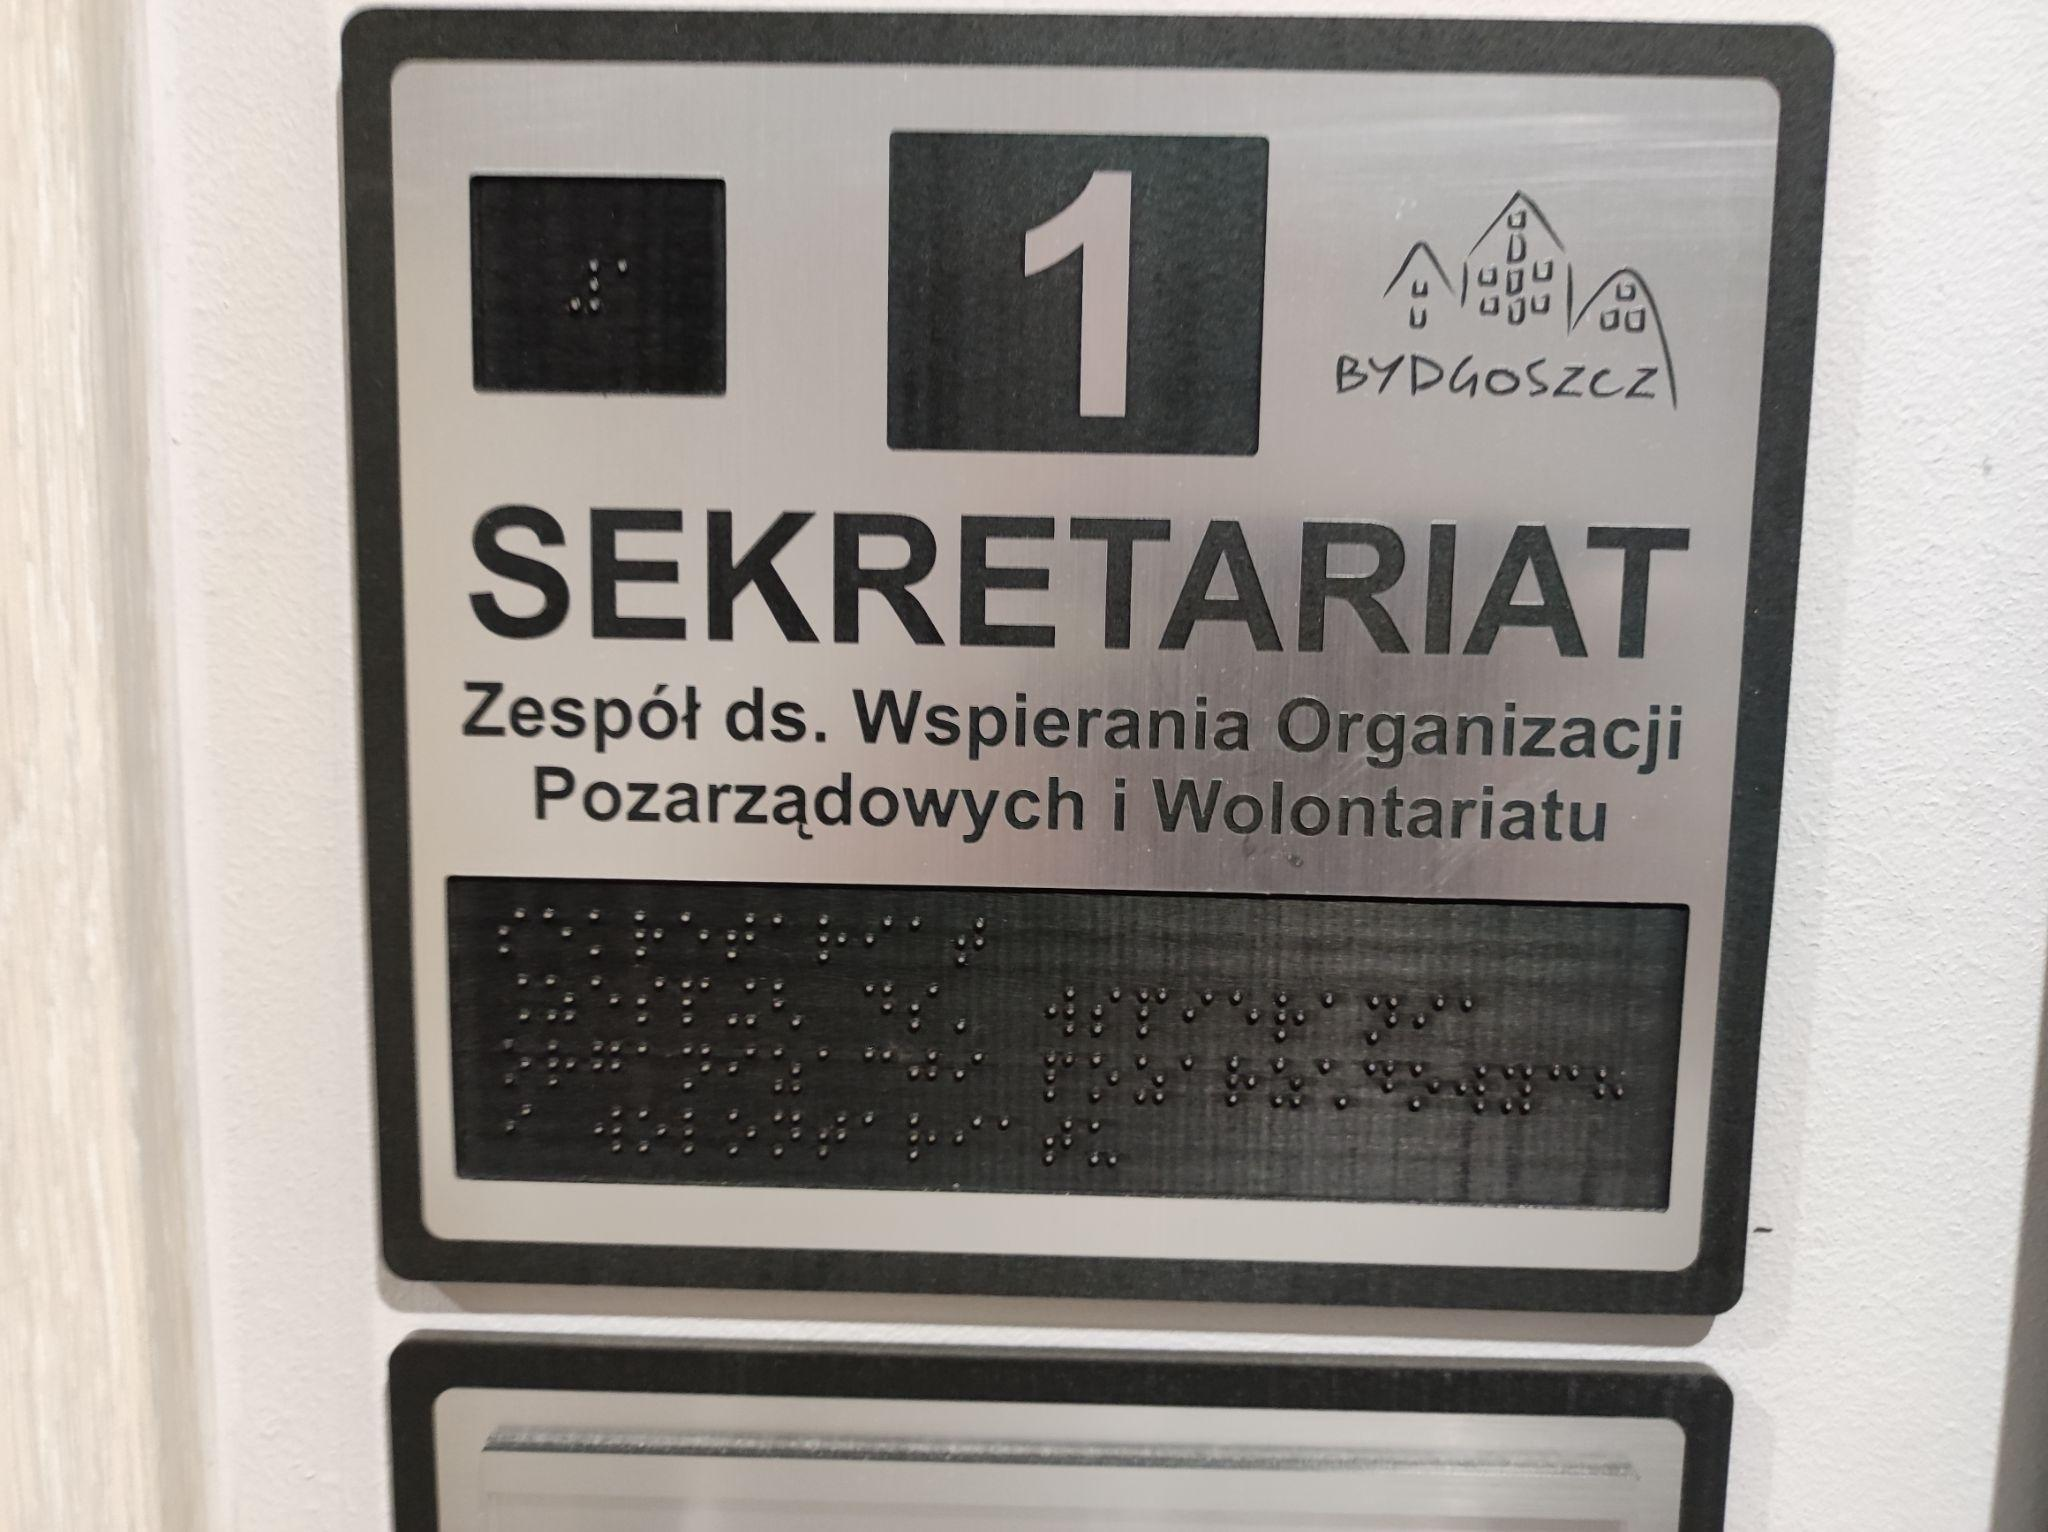 1
BYDGOSZCZ
SEKRETARIAT
Zespół ds. Wspierania Organizacji
Pozarządowych i Wolontariatu